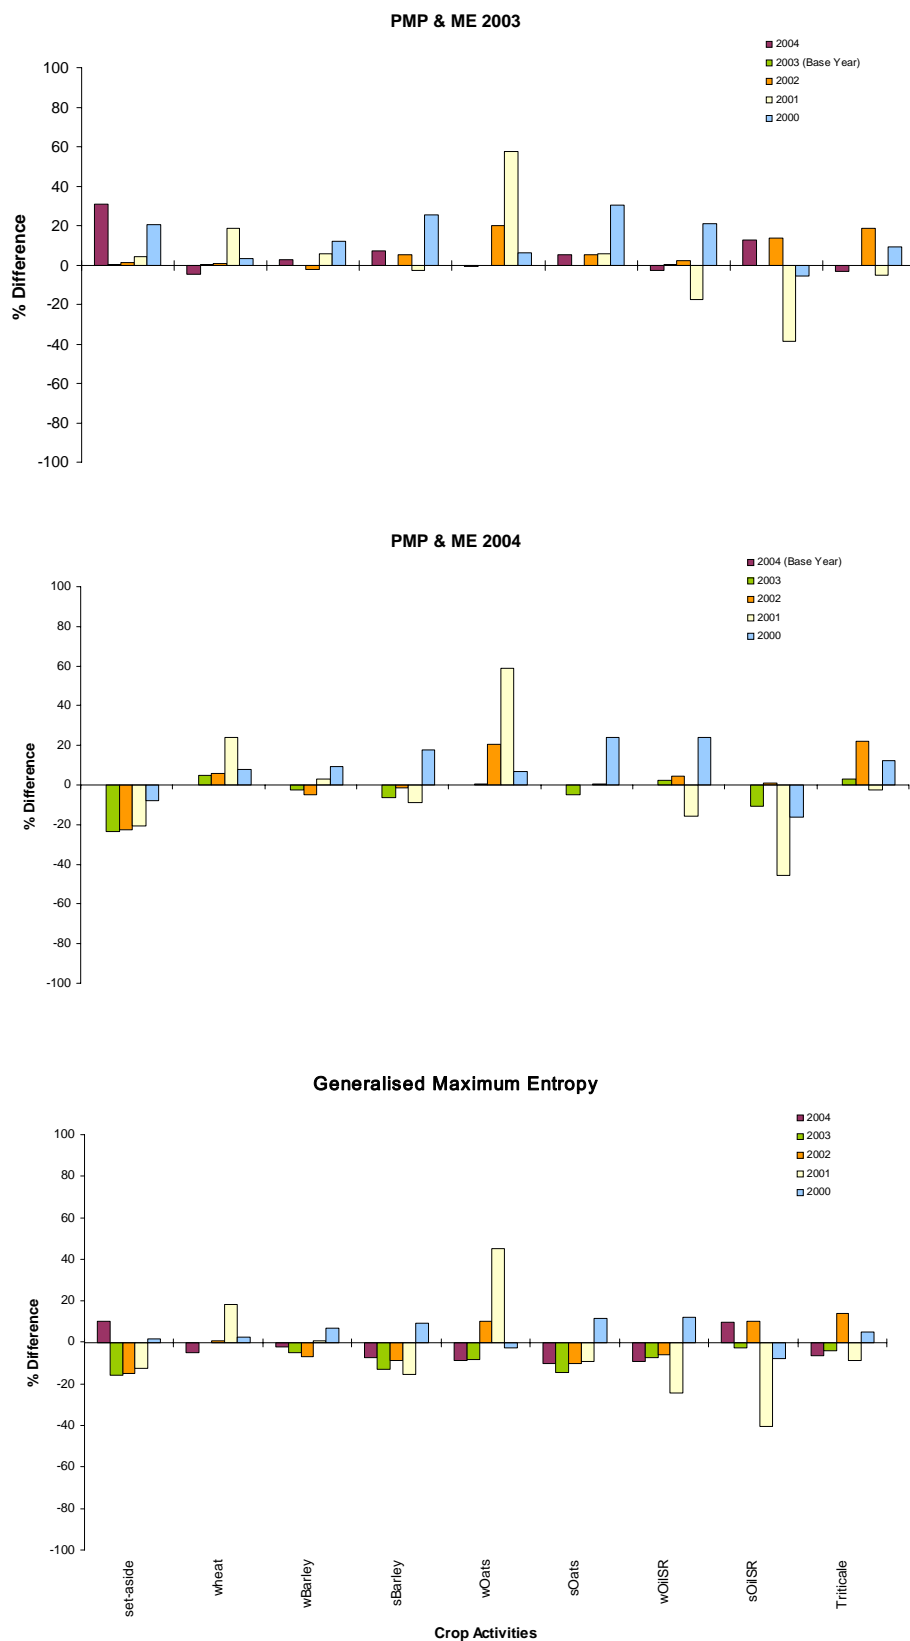 PMP & ME 2003
2004
2003 (Base Year)
2002
2001
2000
100
80
60
40
20
0
-20
-40
-60
-80
-100
% Difference
PMP & ME 2004
2004 (Base Year)
2003
2002
2001
2000
100
80
60
40
20
0
-20
-40
-60
-80
-100
% Difference
Generalised Maximum Entropy
2004
2003
2002
2001
2000
100
80
60
40
20
0
-20
-40
-60
-80
-100
% Difference
set-aside
wheat
wBarley
sBarley
wOats
sOats
wOilSR
sOilSR
Triticale
Crop Activities